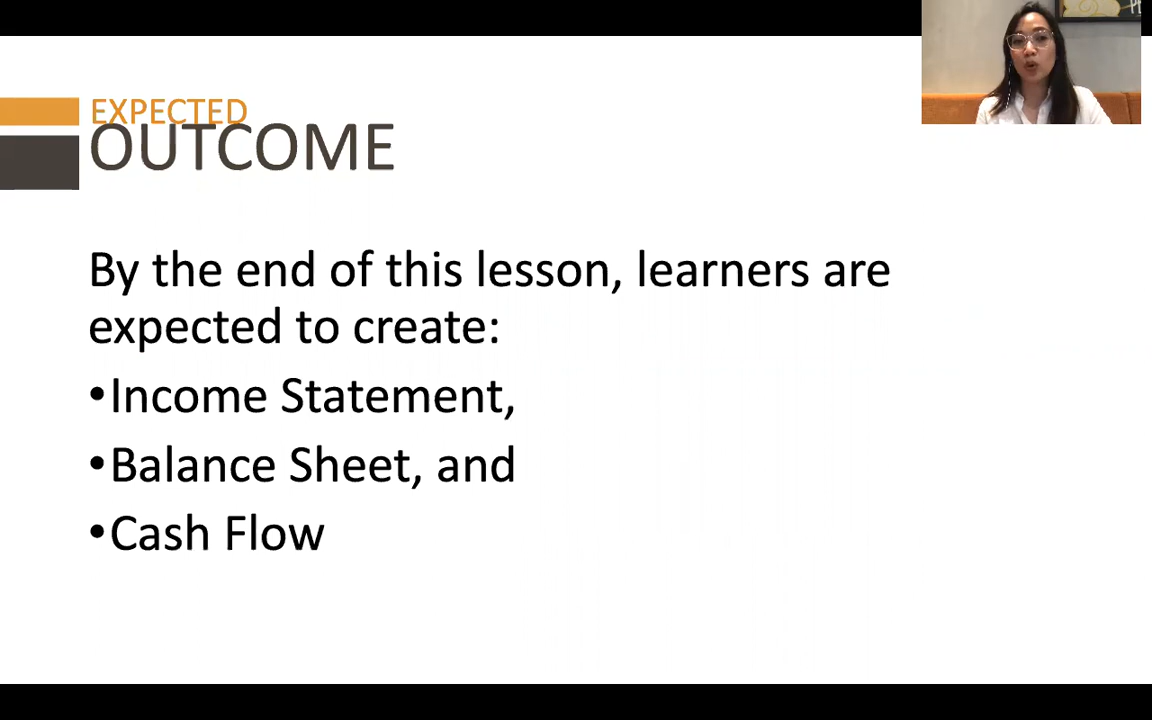 EXPECTED
OUTCOME
By the end of this lesson, learners are
expected to create:
•Income Statement,
•Balance Sheet, and
•Cash Flow